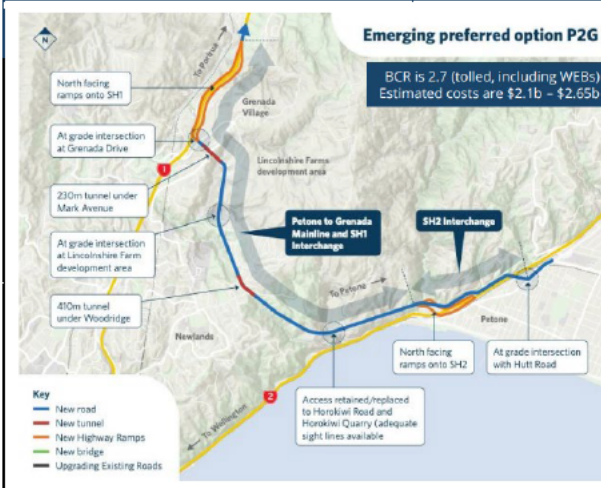 Emerging preferred option P2G
BCR is 2.7 (tolled, including WEBs)
Estimated costs are $2.1b – $2.65b
N
To Porirua
North facing
ramps onto SH1
Grenada
Village
At grade intersection
at Grenada Drive
1
Lincolnshire Farms
development area
230m tunnel under
Mark Avenue
Petone to Grenada
Mainline and SH1
Interchange
SH2 Interchange
At grade intersection
at Lincolnshire Farm
development area
To Petone
410m tunnel
under Woodridge
Newlands
Petone
North facing
ramps onto SH2
At grade intersection
with Hutt Road
Access retained/replaced
to Horokiwi Road and
Horokiwi Quarry (adequate
sight lines available
2
To Wellington
Key
New road
New tunnel
New Highway Ramps
New bridge
Upgrading Existing Roads